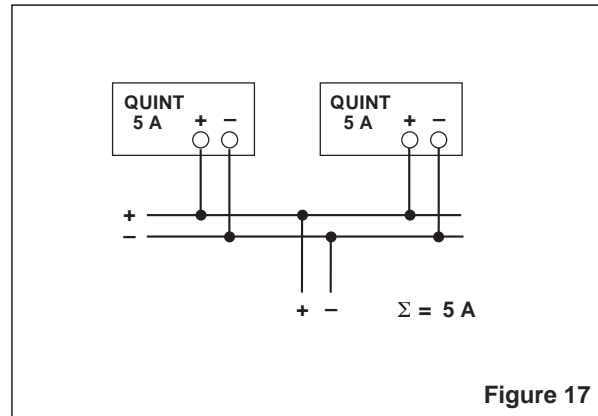 QUINT
5 A + −
QUINT
5 A + −
+
−
+ − Σ = 5 A
Figure 17